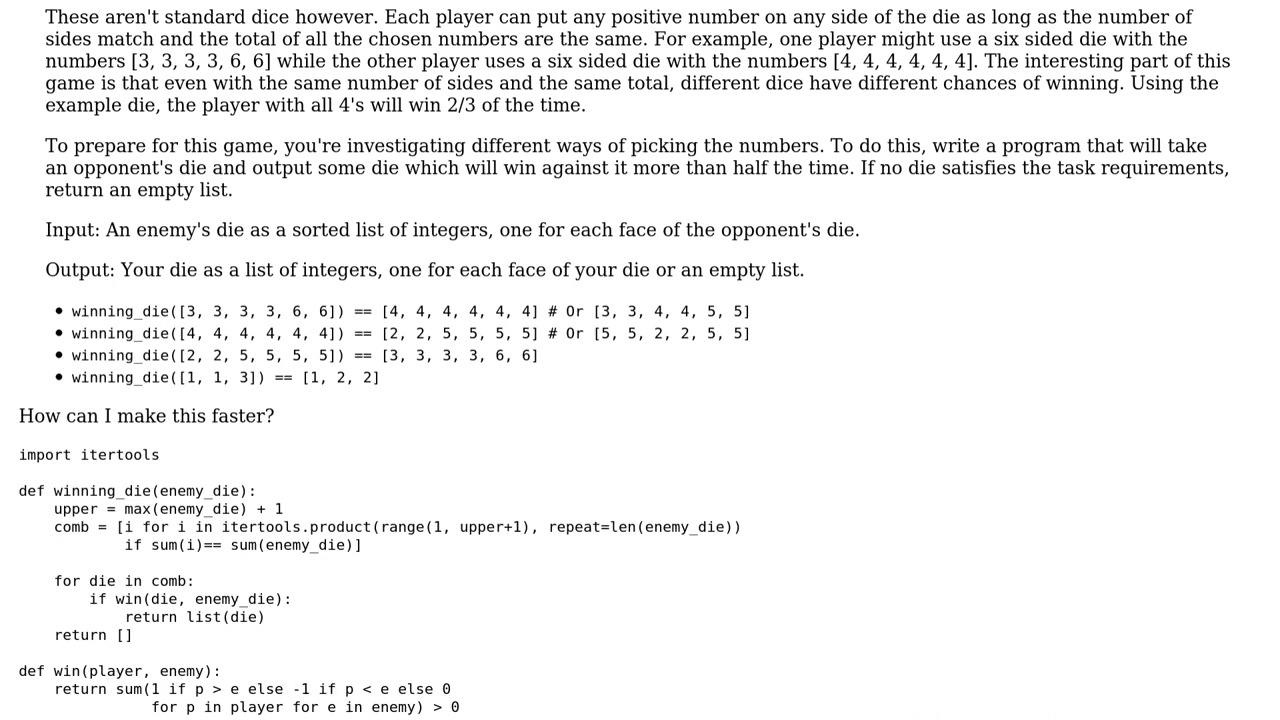 These aren't standard dice however. Each player can put any positive number on any side of the die as long as the number of
sides match and the total of all the chosen numbers are the same. For example, one player might use a six sided die with the
numbers [3, 3, 3, 3, 6, 6] while the other player uses a six sided die with the numbers [4, 4, 4, 4, 4, 4]. The interesting part of this
game is that even with the same number of sides and the same total, different dice have different chances of winning. Using the
example die, the player with all 4's will win 2/3 of the time.
To prepare for this game, you're investigating different ways of picking the numbers. To do this, write a program that will take
an opponent's die and output some die which will win against it more than half the time. If no die satisfies the task requirements,
return an empty list.
Input: An enemy's die as a sorted list of integers, one for each face of the opponent's die.
Output: Your die as a list of integers, one for each face of your die or an empty list.
• winning_die([3, 3, 3, 3, 6, 6]) == [4, 4, 4, 4, 4, 4] # Or [3, 3, 4, 4, 5, 5]
• winning_die([4, 4, 4, 4, 4, 4]) == [2, 2, 5, 5, 5, 5] # Or [5, 5, 2, 2, 5, 5]
• winning_die([2, 2, 5, 5, 5, 5]) == [3, 3, 3, 3, 6, 6]
• winning_die([1, 1, 3]) == [1, 2, 2]
How can I make this faster?
import itertools
def winning_die(enemy_die):
    upper = max(enemy_die) + 1
    comb = [i for i in itertools.product(range(1, upper+1), repeat=len(enemy_die))
            if sum(i)== sum(enemy_die)]
    for die in comb:
        if win(die, enemy_die):
            return list(die)
    return []
def win(player, enemy):
    return sum(1 if p > e else -1 if p < e else 0
               for p in player for e in enemy) > 0